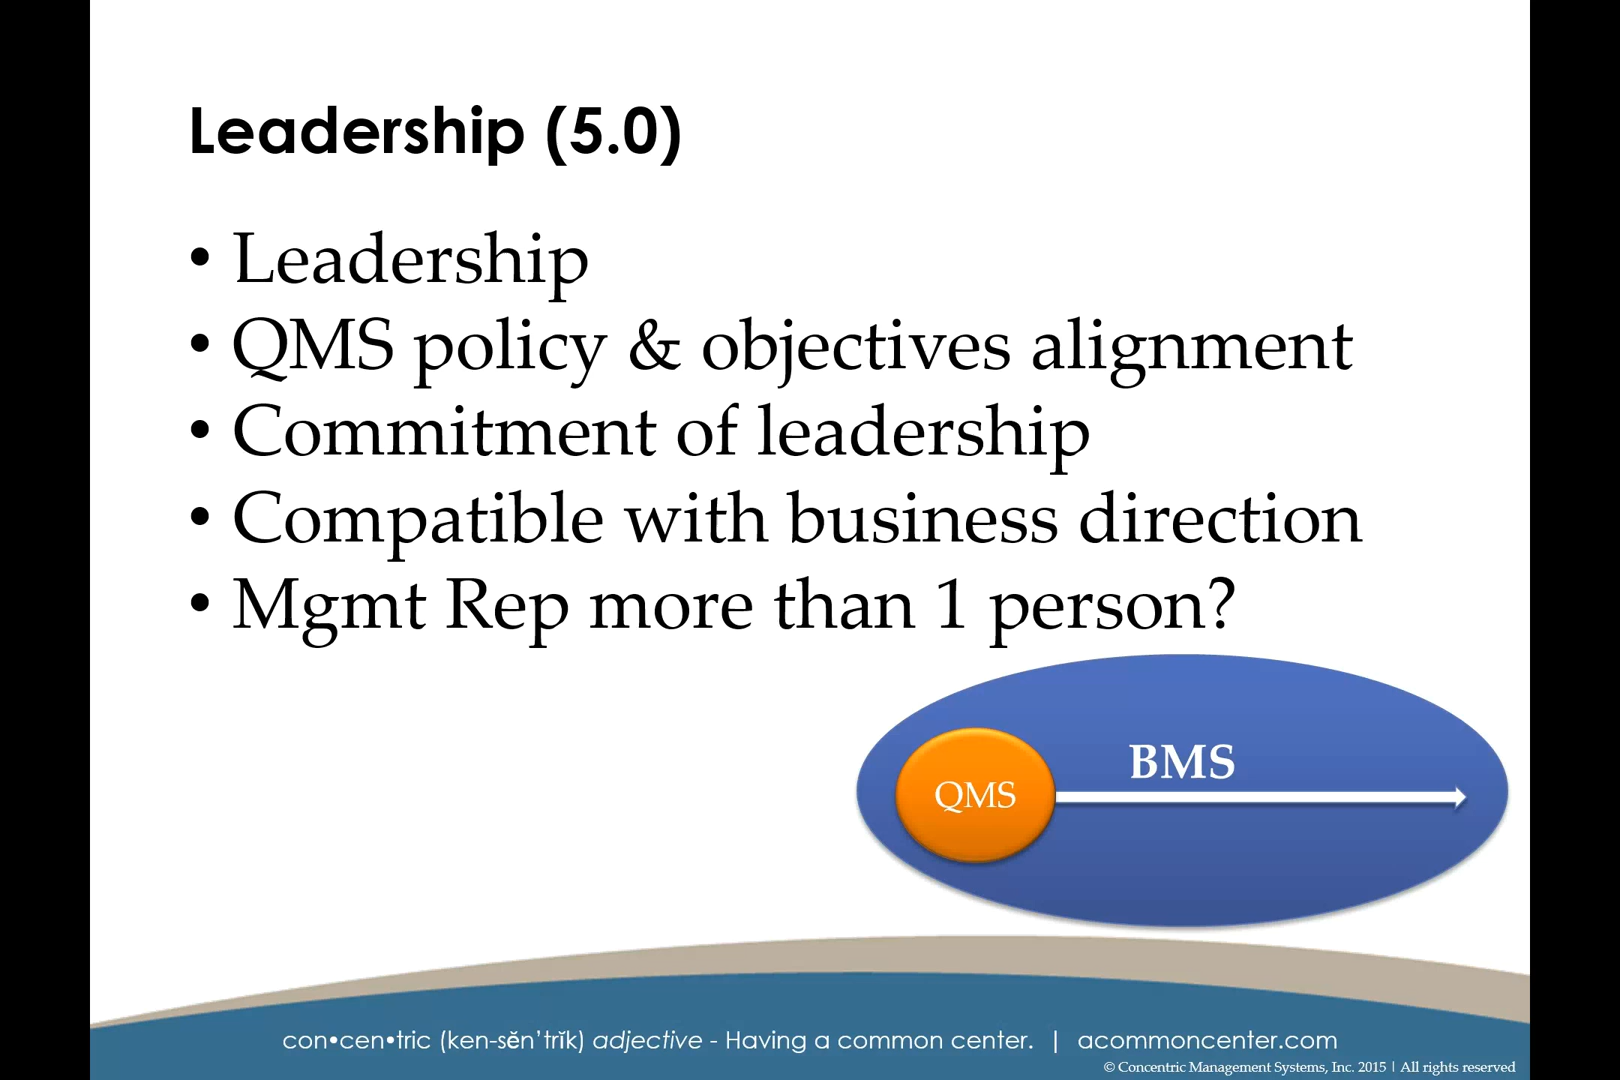 Leadership (5.0)
• Leadership
• QMS policy & objectives alignment
• Commitment of leadership
• Compatible with business direction
• Mgmt Rep more than 1 person?
BMS
QMS
con•cen•tric (ken-sĕn’trĭk) adjective - Having a common center. | acommoncenter.com
© Concentric Management Systems, Inc. 2015 | All rights reserved